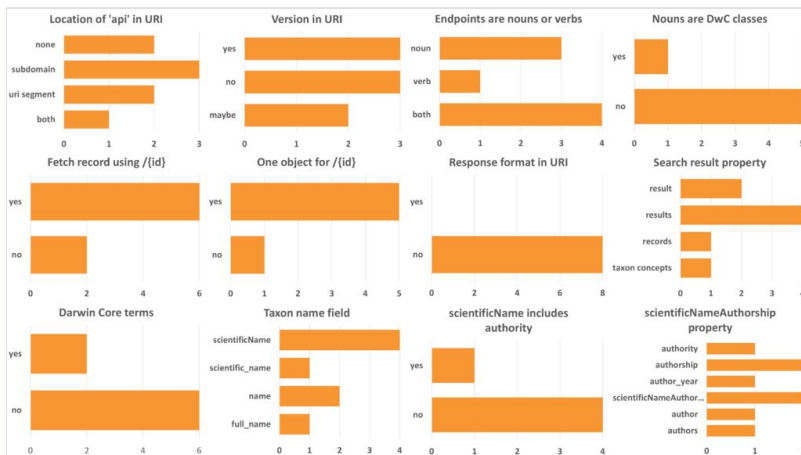 Location of 'api' in URI
none
subdomain
uri segment
both
0 1 2 3
Version in URI
yes
no
maybe
0 1 2 3
Endpoints are nouns or verbs
noun
verb
both
0 1 2 3 4
Nouns are DwC classes
yes
no
0 1 2 3 4 5
Fetch record using /{id}
yes
no
0 2 4 6
One object for /{id}
yes
no
0 1 2 3 4 5
Response format in URI
yes
no
0 2 4 6 8
Search result property
result
results
records
taxon concepts
0 1 2 3 4
Darwin Core terms
yes
no
0 2 4 6
Taxon name field
scientificName
scientific_name
name
full_name
0 1 2 3 4
scientificName includes
authority
yes
no
0 1 2 3 4
scientificNameAuthorship
property
authority
authorship
author_year
scientificNameAuthor...
author
authors
0 1